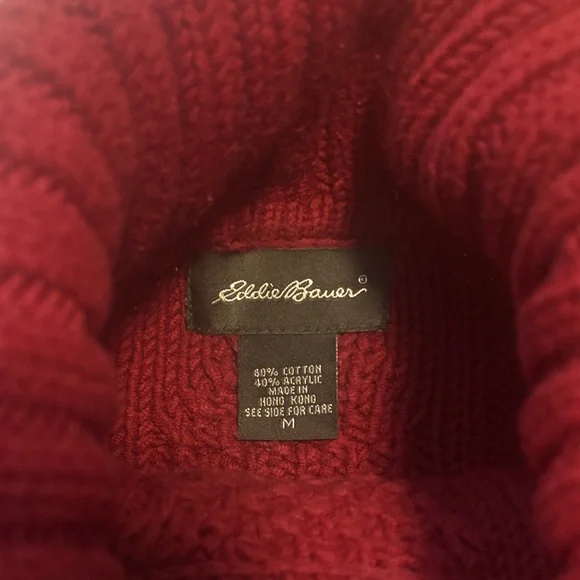 Eddie Bauer®
60% COTTON
40% ACRYLIC
MADE IN
HONG KONG
SEE SIDE FOR CARE
M